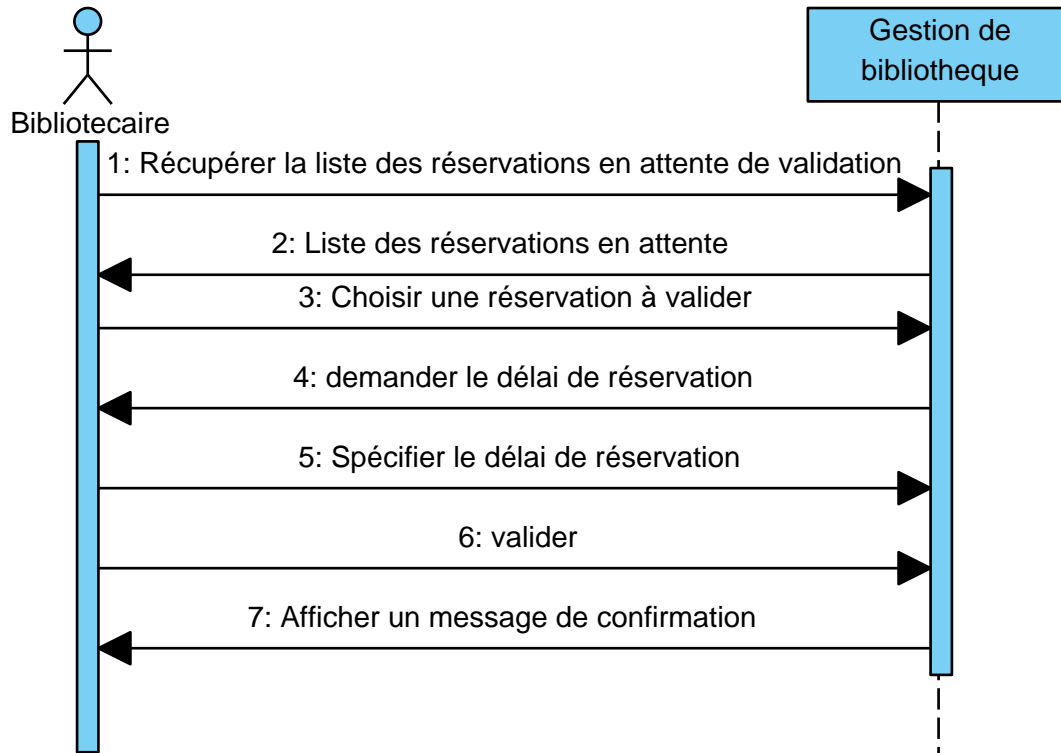 Gestion de
bibliotheque
Bibliotecaire
1: Récupérer la liste des réservations en attente de validation
2: Liste des réservations en attente
3: Choisir une réservation à valider
4: demander le délai de réservation
5: Spécifier le délai de réservation
6: valider
7: Afficher un message de confirmation